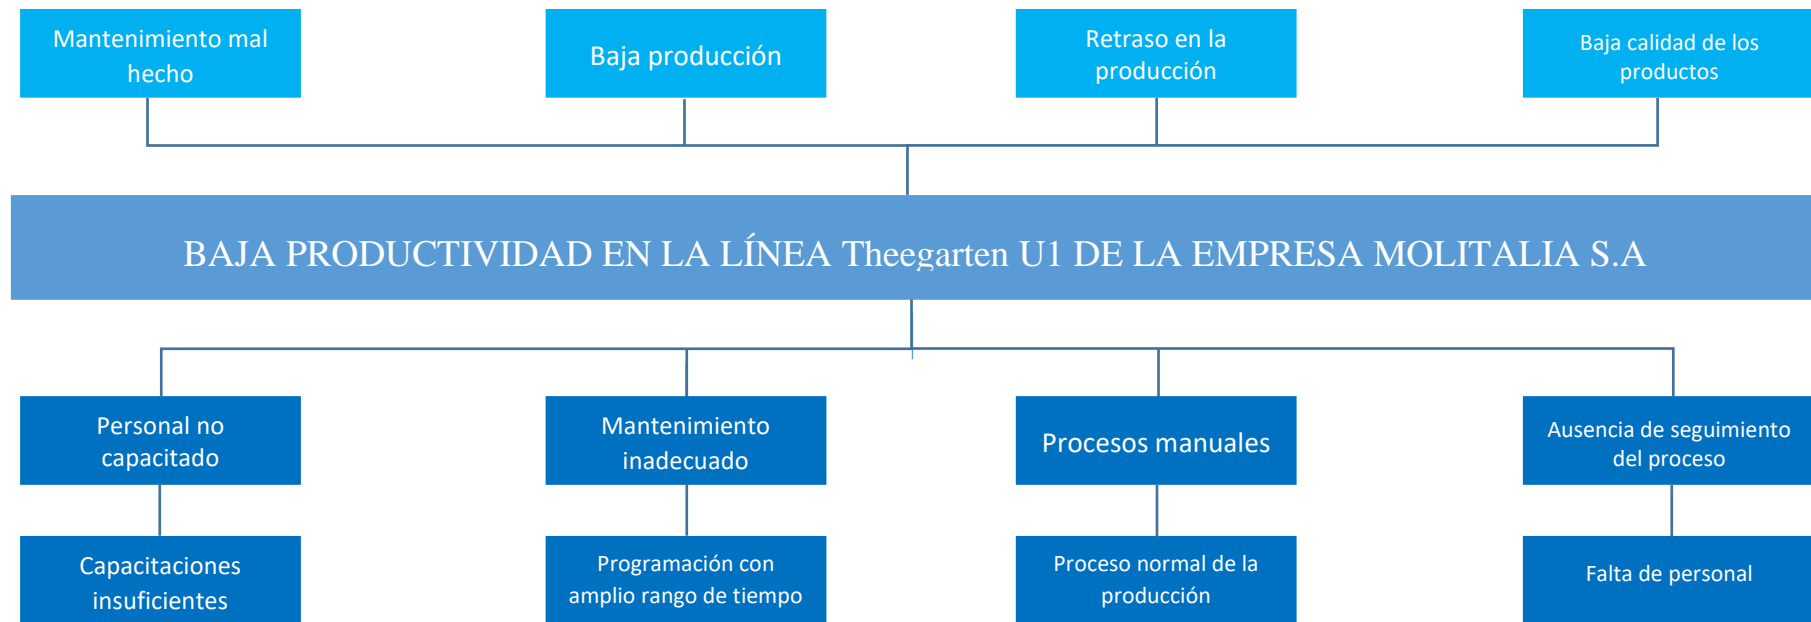 Mantenimiento mal
hecho
Baja producción
Retraso en la
producción
Baja calidad de los
productos
BAJA PRODUCTIVIDAD EN LA LÍNEA Theegarten U1 DE LA EMPRESA MOLITALIA S.A
Personal no
capacitado
Mantenimiento
inadecuado
Procesos manuales
Ausencia de seguimiento
del proceso
Capacitaciones
insuficientes
Programación con
amplio rango de tiempo
Proceso normal de la
producción
Falta de personal